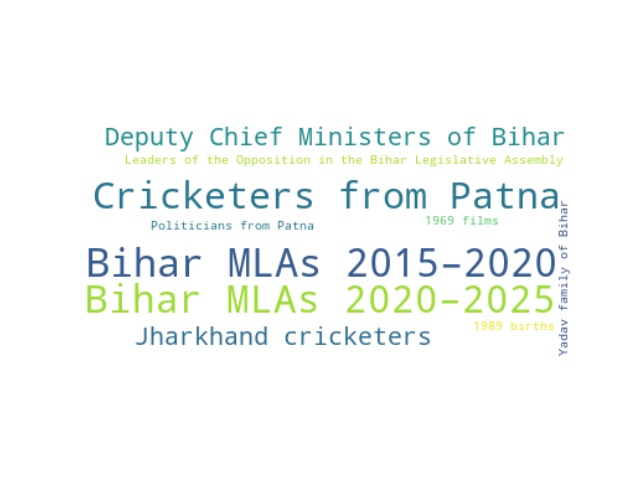 Deputy Chief Ministers of Bihar
Leaders of the Opposition in the Bihar Legislative Assembly
Cricketers from Patna
Politicians from Patna
1969 films
Bihar MLAs 2015–2020
Bihar MLAs 2020–2025
Jharkhand cricketers
1989 births
Yadav family of Bihar